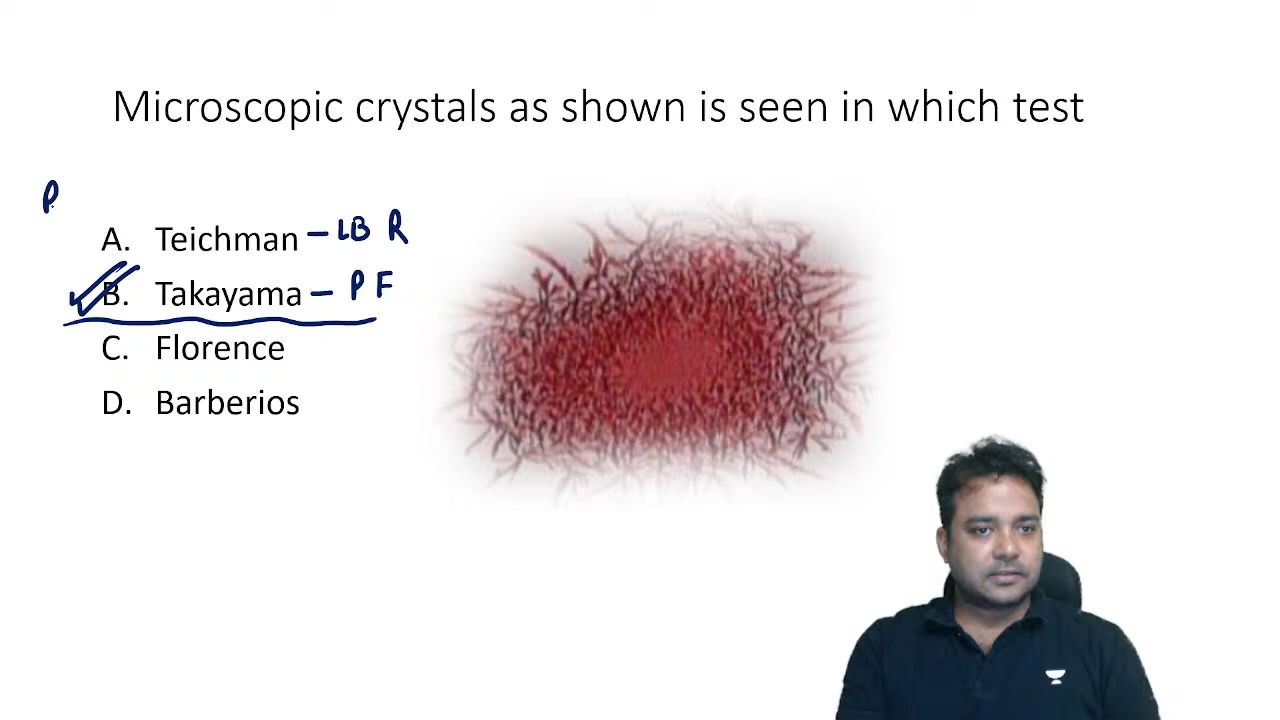 Microscopic crystals as shown is seen in which test
P
A. Teichman – LB R
B. Takayama – P F
C. Florence
D. Barberios